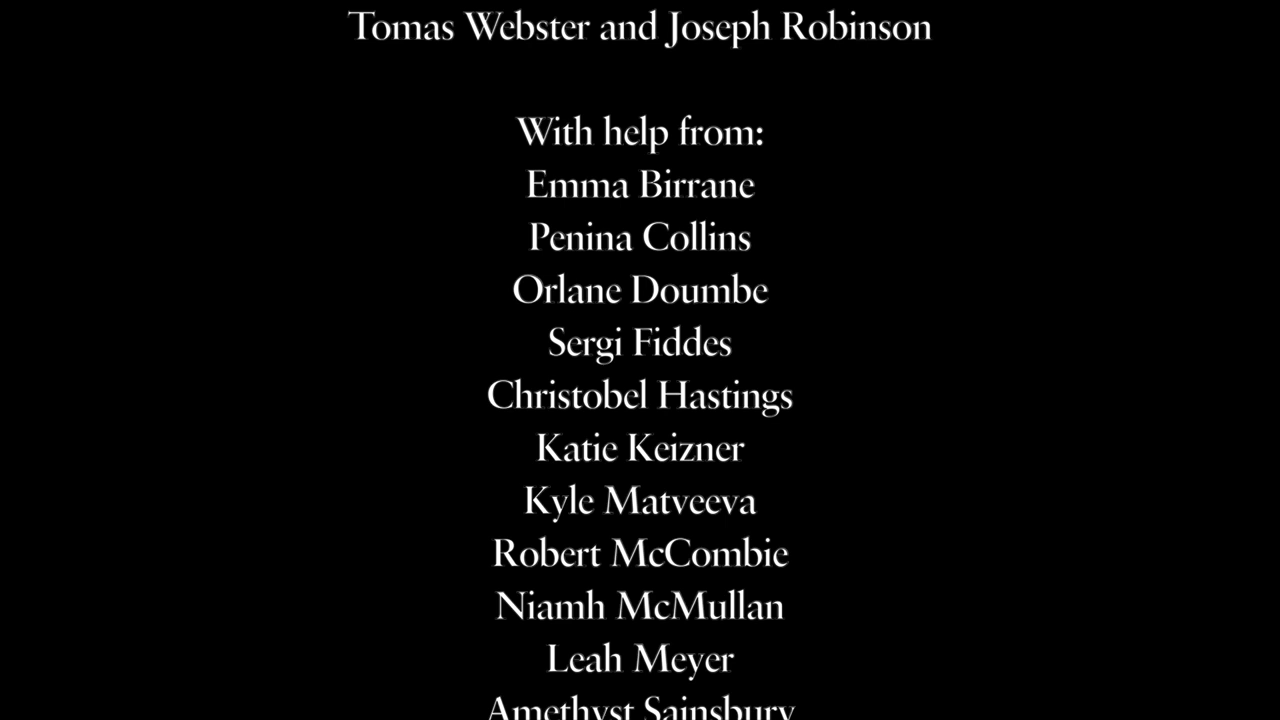 Tomas Webster and Joseph Robinson
With help from:
Emma Birrane
Penina Collins
Orlane Doumbe
Sergi Fiddes
Christobel Hastings
Katie Keizner
Kyle Matveeva
Robert McCombie
Niamh McMullan
Leah Meyer
Amethyst Sainsbury